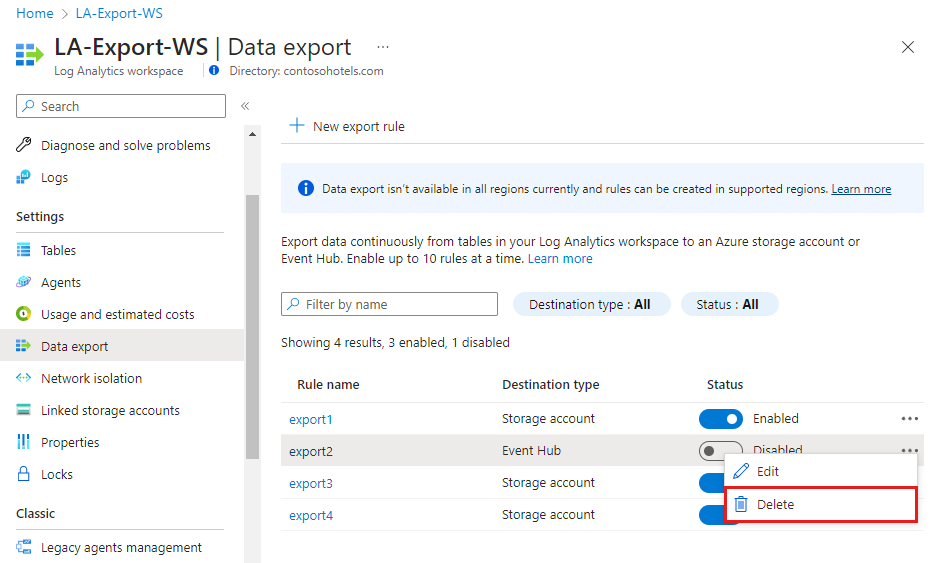 Home > LA-Export-WS
LA-Export-WS | Data export ...
Log Analytics workspace
Directory: contosohotels.com
Search
«
Diagnose and solve problems
Logs
Settings
Tables
Agents
Usage and estimated costs
Data export
Network isolation
Linked storage accounts
Properties
Locks
Classic
Legacy agents management
New export rule
Data export isn't available in all regions currently and rules can be created in supported regions. Learn more
Export data continuously from tables in your Log Analytics workspace to an Azure storage account or
Event Hub. Enable up to 10 rules at a time. Learn more
Filter by name
Destination type : All
Status : All
Showing 4 results, 3 enabled, 1 disabled
Rule name Destination type Status
export1 Storage account Enabled
export2 Event Hub Disabled
export3 Storage account
export4 Storage account
Edit
Delete